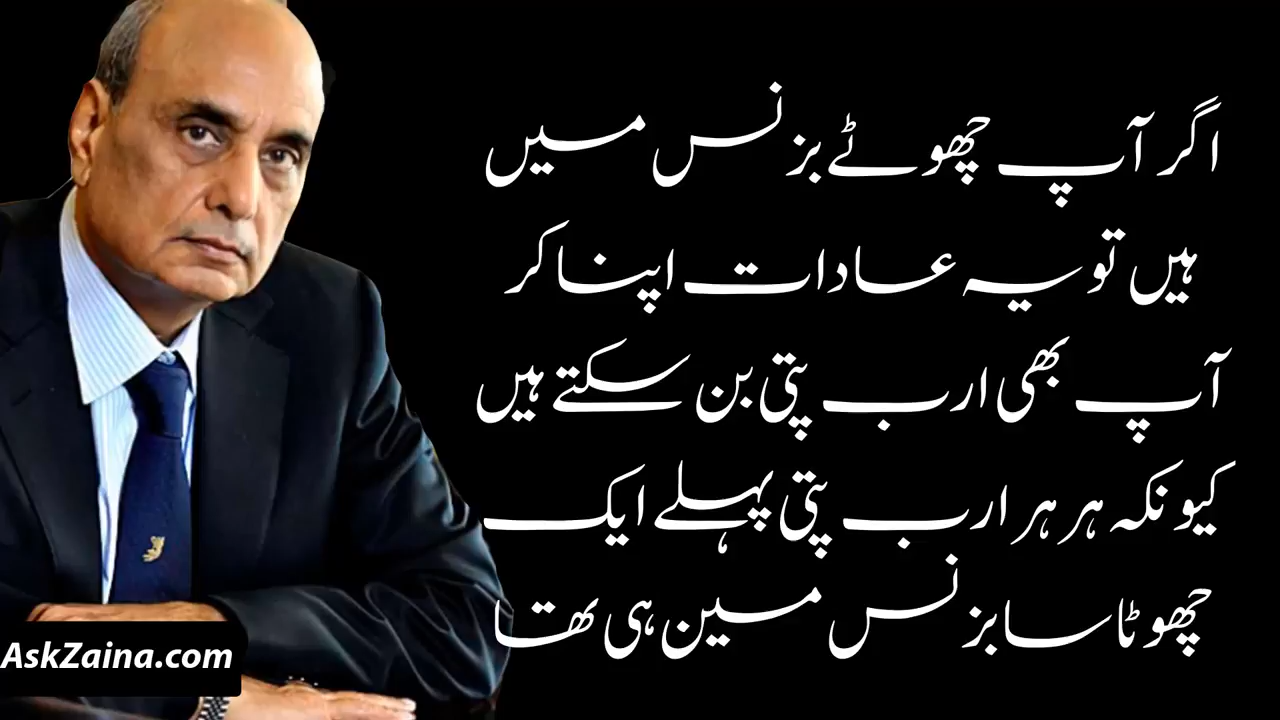 اگر آپ چھوٹے بزنس میں
ہیں تو یہ عادات اپنا کر
آپ بھی ارب پتی بن سکتے ہیں
کیونکہ ہر ہر ارب پتی پہلے ایک
چھوٹا سا بزنس مین ہی تھا
AskZaina.com